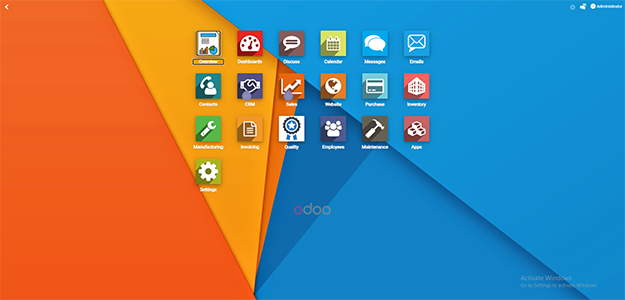 Administrator
Overview Dashboards Discuss Calendar Messages Emails
Contacts CRM Sales Website Purchase Inventory
Manufacturing Invoicing Quality Employees Maintenance Apps
Settings
odoo
Activate Windows
Go to Settings to activate Windows.